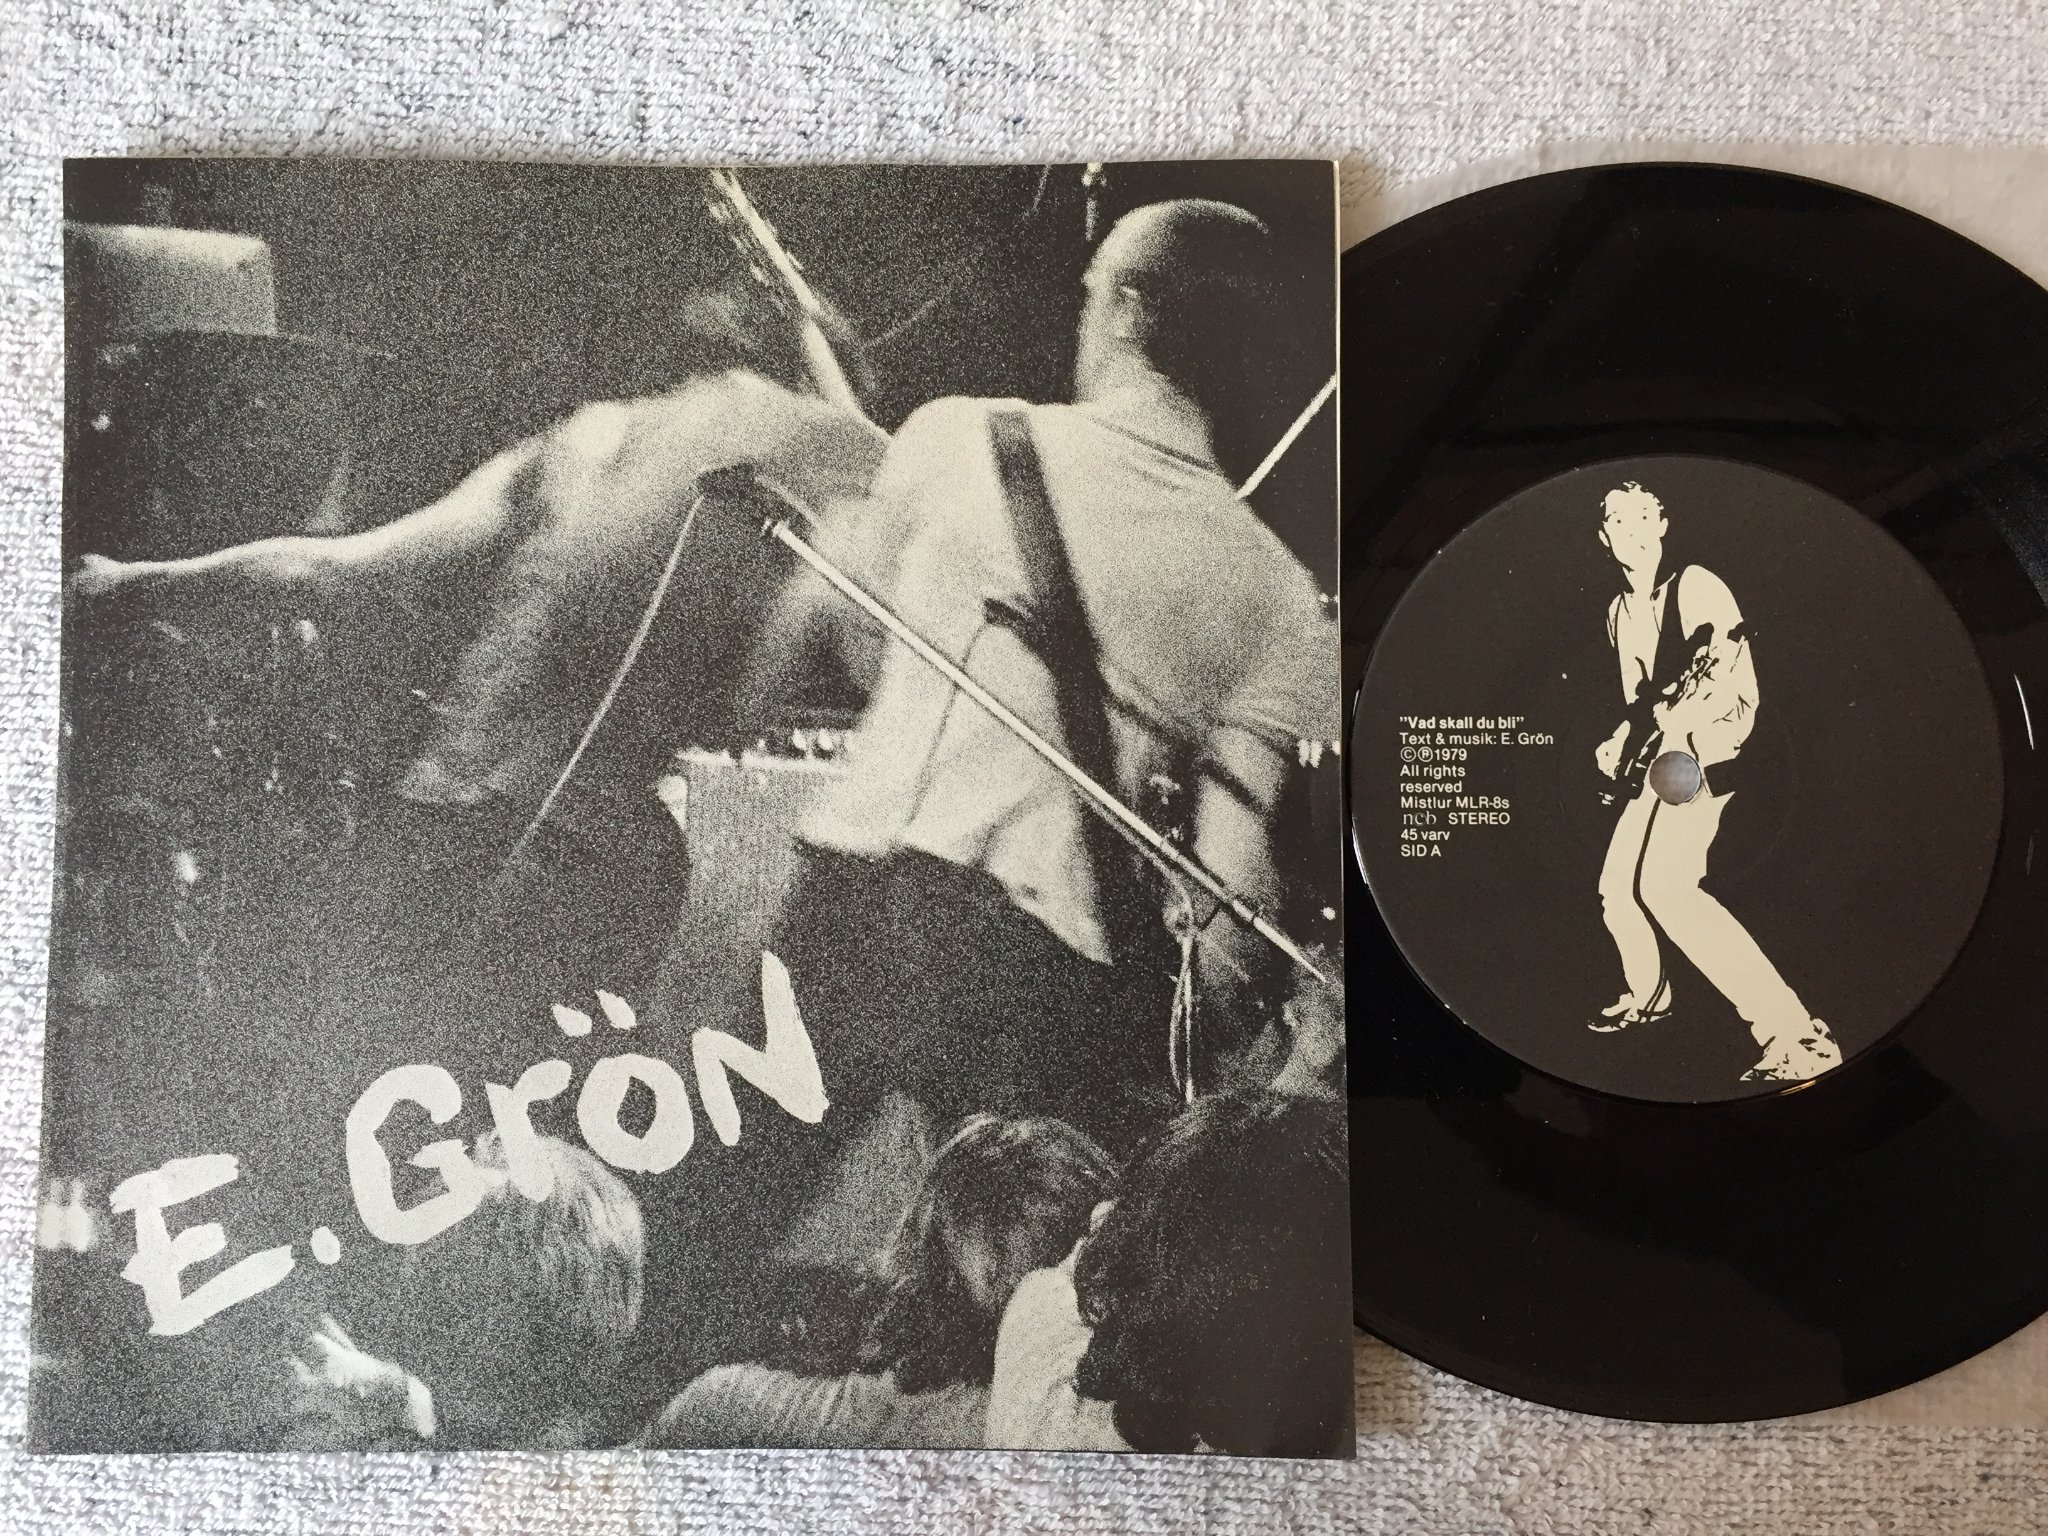 E. Grön
"Vad skall du bli"
Text & musik: E. Grön
©℗1979
All rights
reserved
Mistlur MLR-8s
ncb STEREO
45 varv
SID A